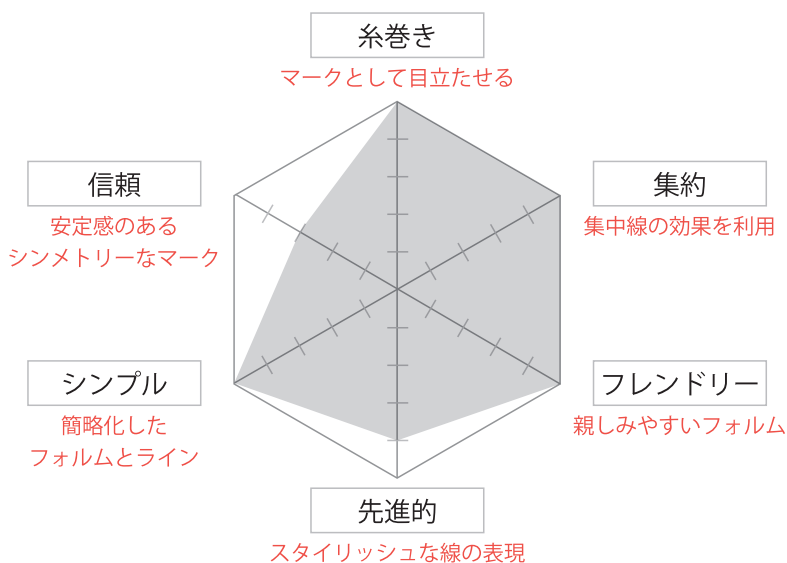 糸巻き
マークとして目立たせる
信頼
安定感のある
シンメトリーなマーク
集約
集中線の効果を利用
シンプル
簡略化した
フォルムとライン
フレンドリー
親しみやすいフォルム
先進的
スタイリッシュな線の表現